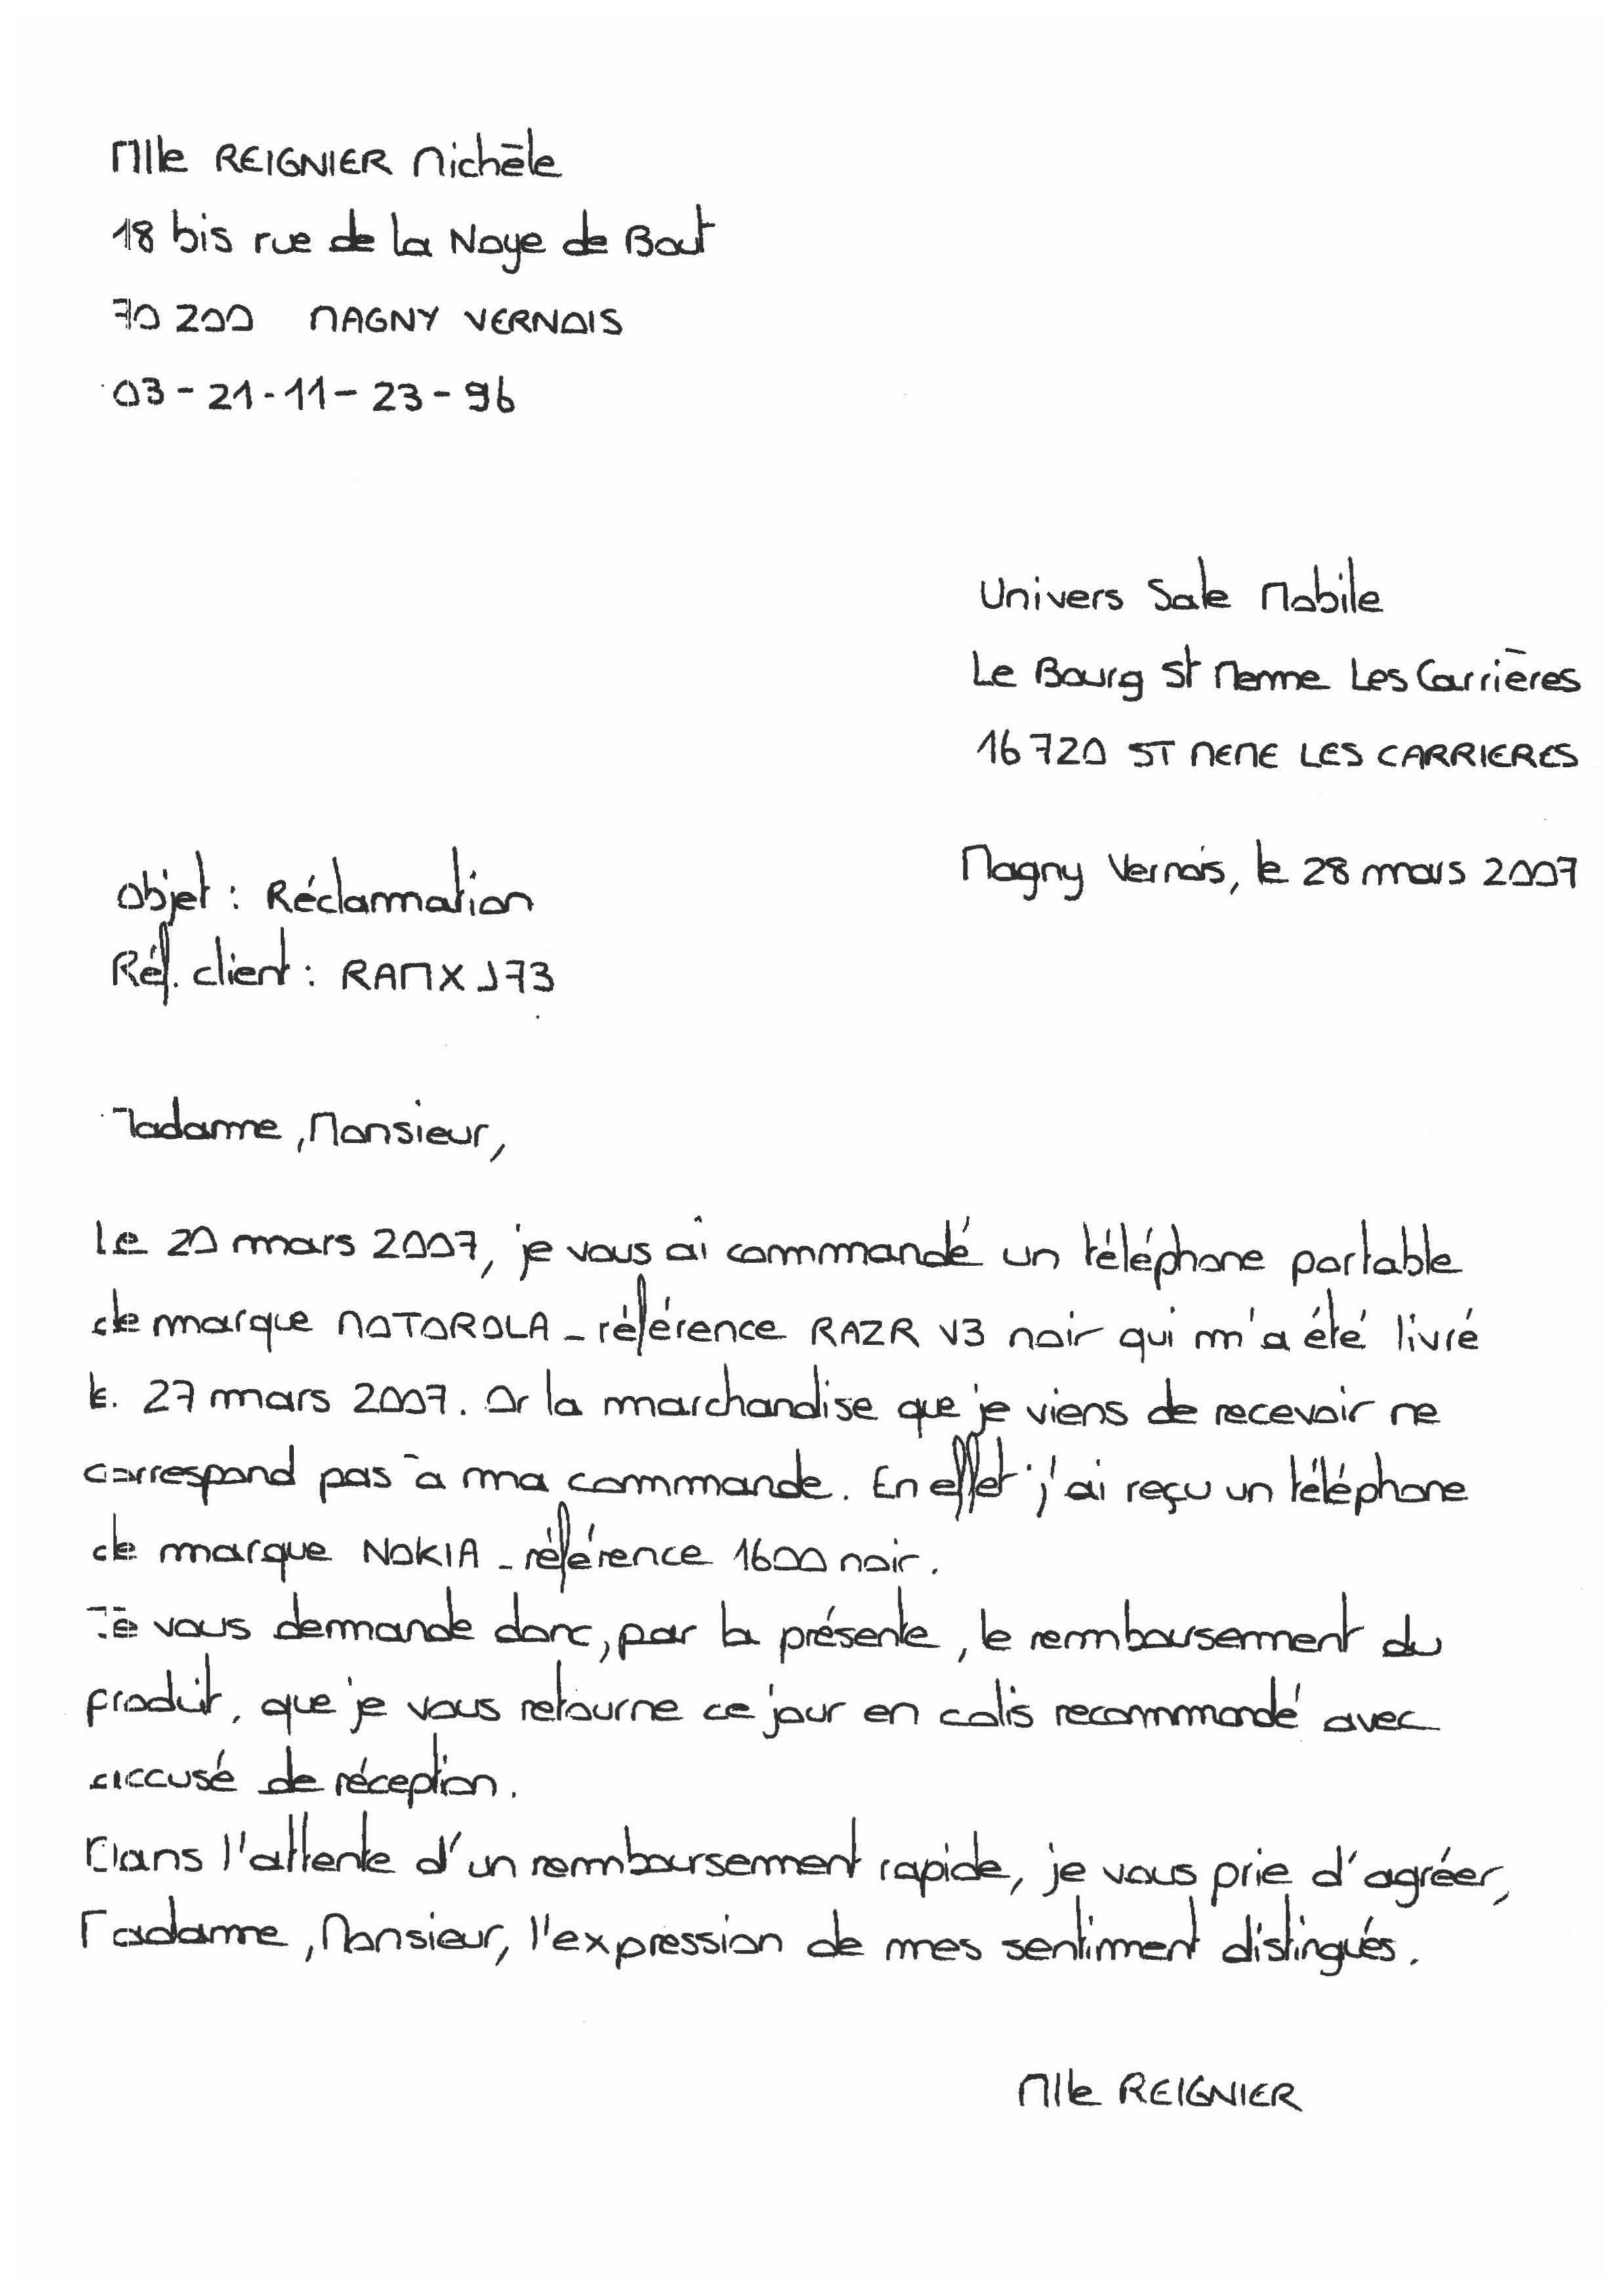 Mlle REIGNIER Michèle
18 bis rue de la Noye de Bout
70 200 MAGNY VERNOIS
03-21-11-23-96
Univers Sale Mobile
Le Bourg St Meme Les Carrières
16 720 ST MEME LES CARRIERES
Magny Vernois, le 28 mars 2007
Objet : Réclamation
Réf. client : RAMX J73
Madame, Monsieur,
Le 20 mars 2007, je vous ai commandé un téléphone portable
de marque MOTOROLA - référence RAZR V3 noir qui m'a été livré
le 27 mars 2007. Or la marchandise que je viens de recevoir ne
correspond pas à ma commande. En effet j'ai reçu un téléphone
de marque NOKIA - référence 1600 noir.
Je vous demande donc, par la présente, le remboursement du
produit, que je vous retourne ce jour en colis recommandé avec
accusé de réception.
Dans l'attente d'un remboursement rapide, je vous prie d'agréer,
Madame, Monsieur, l'expression de mes sentiment distingués.
Mlle REIGNIER